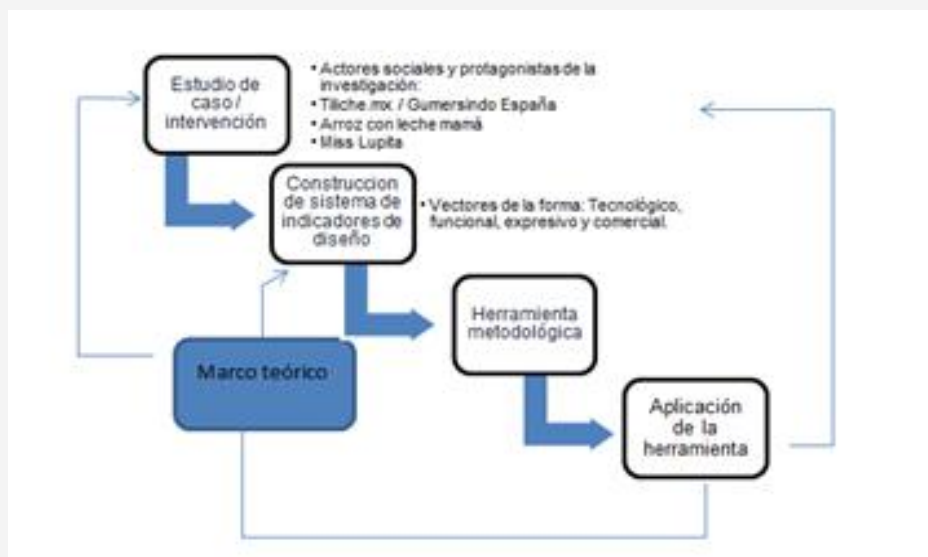 Estudio de
caso /
intervención
• Actores sociales y protagonistas de la
investigación:
• Tiliche.mx / Gumersindo España
• Arroz con leche mamá
• Miss Lupita
Construccion
de sistema de
indicadores de
diseño
• Vectores de la forma: Tecnológico,
funcional, expresivo y comercial.
Herramienta
metodológica
Marco teórico
Aplicación
de la
herramienta